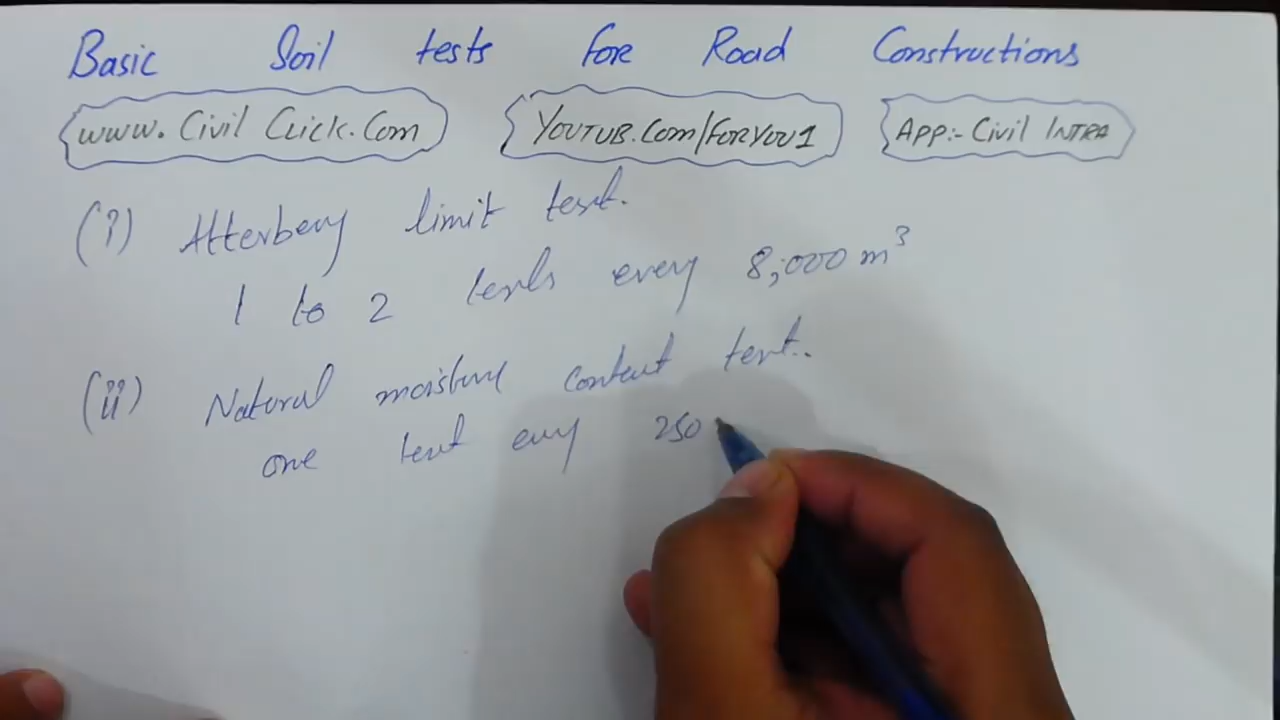 Basic Soil tests for Road Constructions
www. Civil Click. Com
YOUTUB.COM/FORYOU1
APP:- Civil INTRA
(i) Atterberg limit test.
1 to 2 tests every 8,000 m³
(ii) Natural moisture content test..
one test every 250